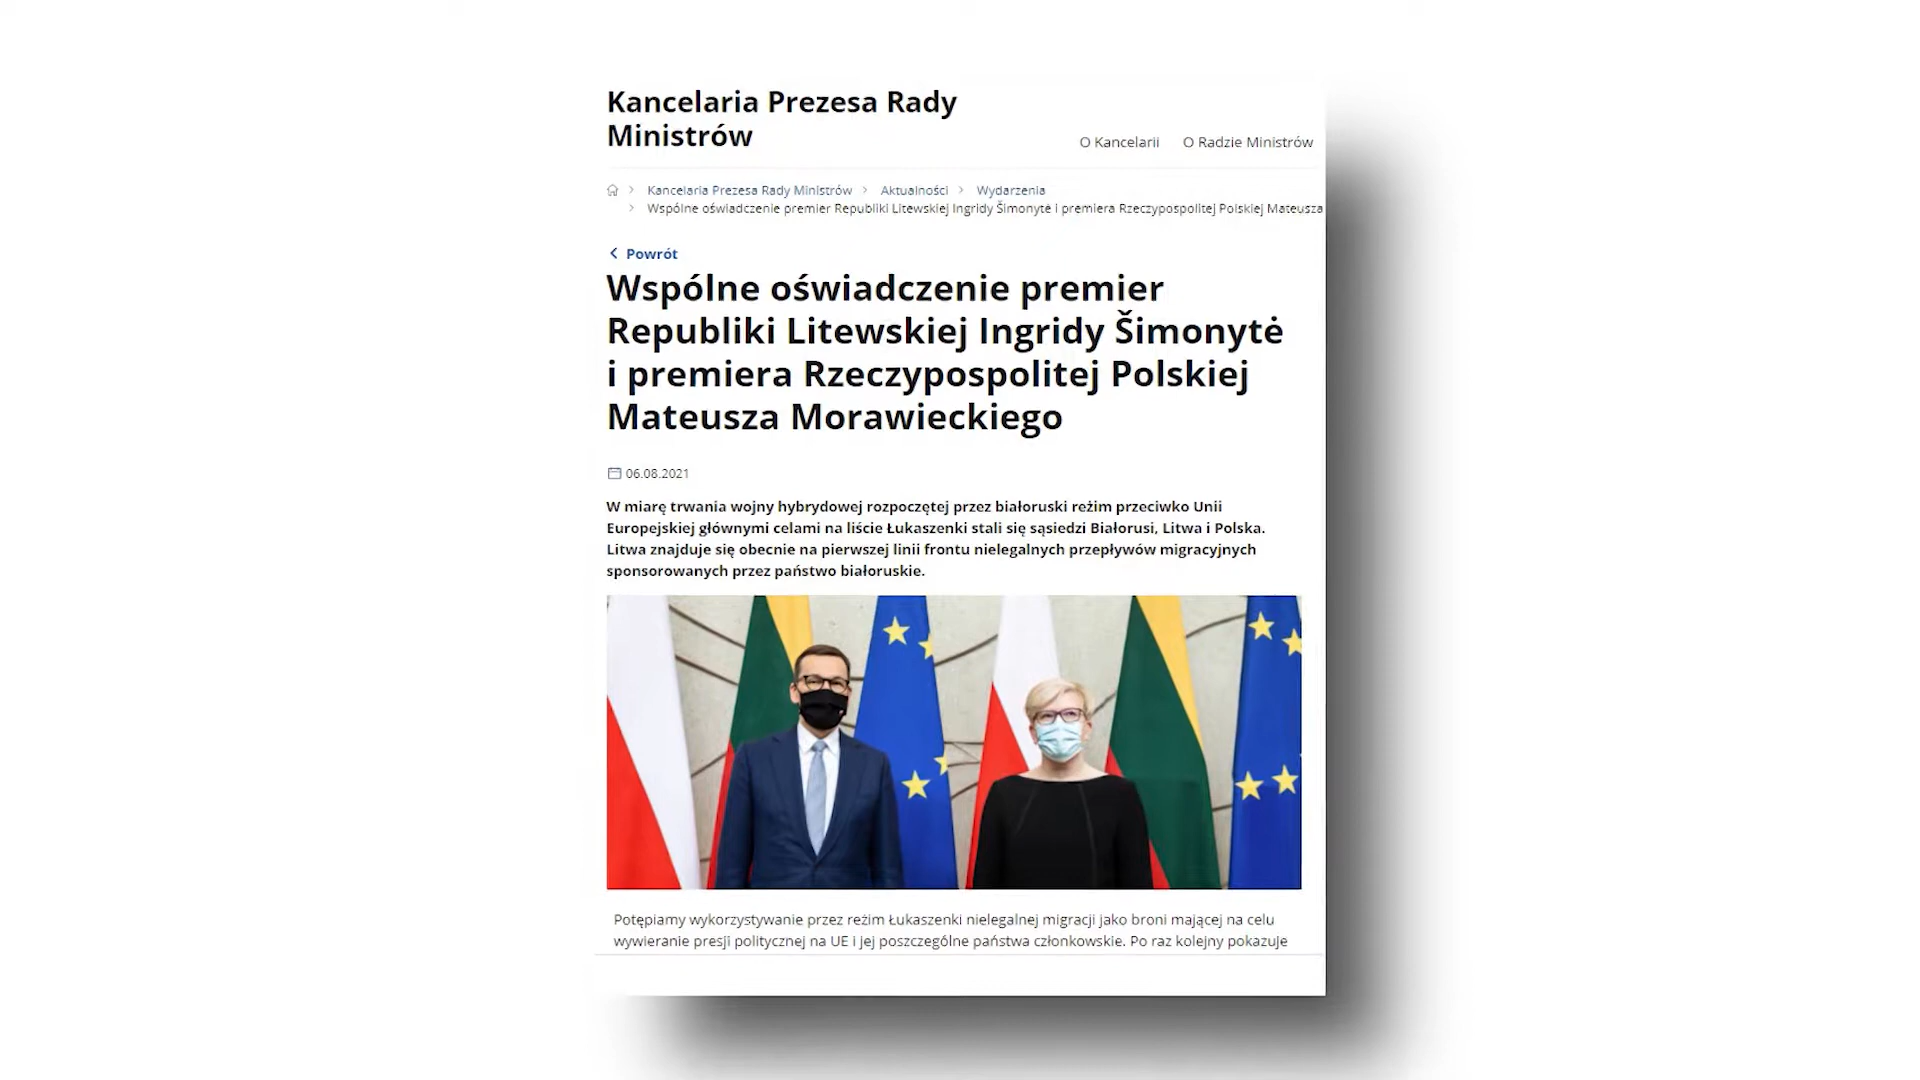 Kancelaria Prezesa Rady
Ministrów
O Kancelarii O Radzie Ministrów
Kancelaria Prezesa Rady Ministrów > Aktualności > Wydarzenia
> Wspólne oświadczenie premier Republiki Litewskiej Ingridy Šimonytė i premiera Rzeczypospolitej Polskiej Mateusza
Powrót
Wspólne oświadczenie premier
Republiki Litewskiej Ingridy Šimonytė
i premiera Rzeczypospolitej Polskiej
Mateusza Morawieckiego
06.08.2021
W miarę trwania wojny hybrydowej rozpoczętej przez białoruski reżim przeciwko Unii
Europejskiej głównymi celami na liście Łukaszenki stali się sąsiedzi Białorusi, Litwa i Polska.
Litwa znajduje się obecnie na pierwszej linii frontu nielegalnych przepływów migracyjnych
sponsorowanych przez państwo białoruskie.
Potępiamy wykorzystywanie przez reżim Łukaszenki nielegalnej migracji jako broni mającej na celu
wywieranie presji politycznej na UE i jej poszczególne państwa członkowskie. Po raz kolejny pokazuje